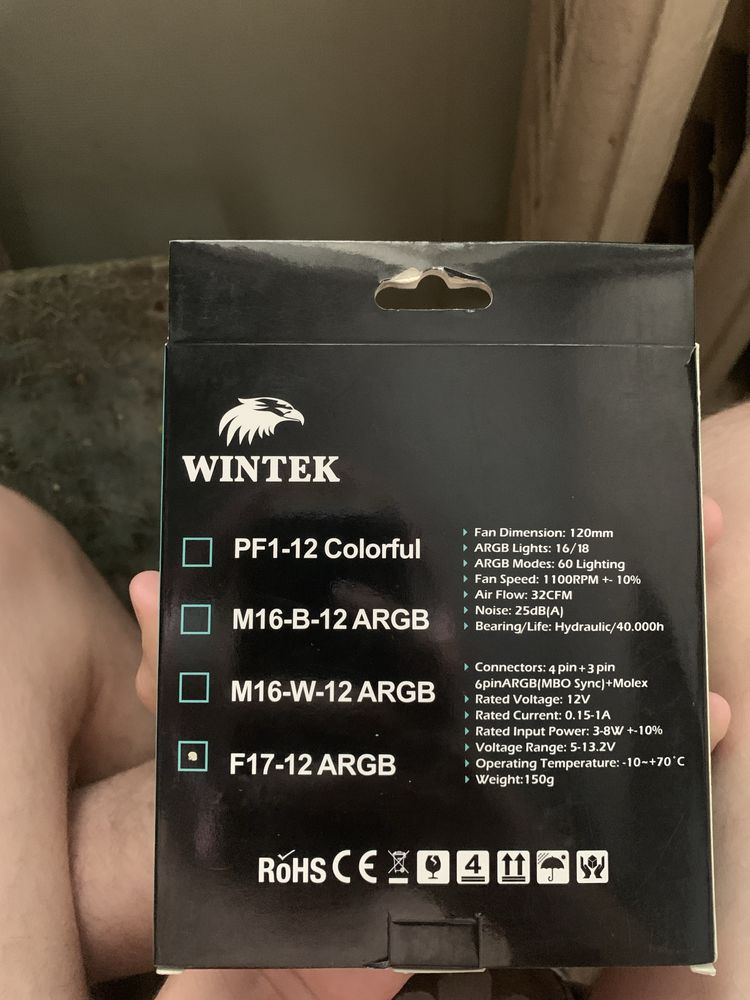 WINTEK
PF1-12 Colorful
M16-B-12 ARGB
M16-W-12 ARGB
F17-12 ARGB
Fan Dimension: 120mm
ARGB Lights: 16/18
ARGB Modes: 60 Lighting
Fan Speed: 1100RPM +- 10%
Air Flow: 32CFM
Noise: 25dB(A)
Bearing/Life: Hydraulic/40.000h
Connectors: 4 pin + 3 pin
6pinARGB(MBO Sync)+Molex
Rated Voltage: 12V
Rated Current: 0.15-1A
Rated Input Power: 3-8W +-10%
Voltage Range: 5-13.2V
Operating Temperature: -10~+70°C
Weight:150g
RoHS CE 4